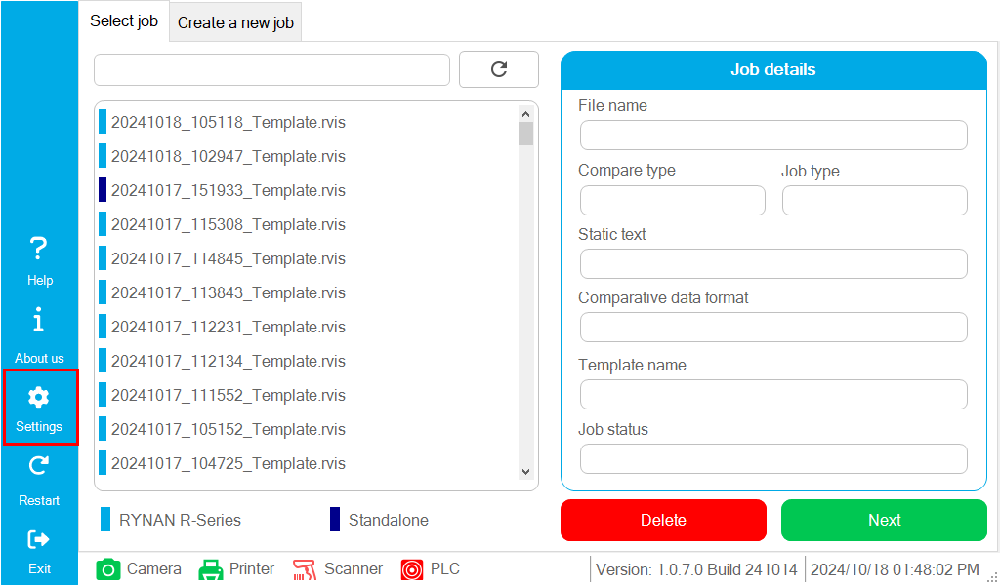 Select job
Create a new job
Job details
20241018_105118_Template.rvis
20241018_102947_Template.rvis
20241017_151933_Template.rvis
20241017_115308_Template.rvis
20241017_114845_Template.rvis
20241017_113843_Template.rvis
20241017_112231_Template.rvis
20241017_112134_Template.rvis
20241017_111552_Template.rvis
20241017_105152_Template.rvis
20241017_104725_Template.rvis
RYNAN R-Series
Standalone
File name
Compare type
Job type
Static text
Comparative data format
Template name
Job status
Delete
Next
Help
About us
Settings
Restart
Exit
Camera
Printer
Scanner
PLC
Version: 1.0.7.0 Build 241014
2024/10/18 01:48:02 PM